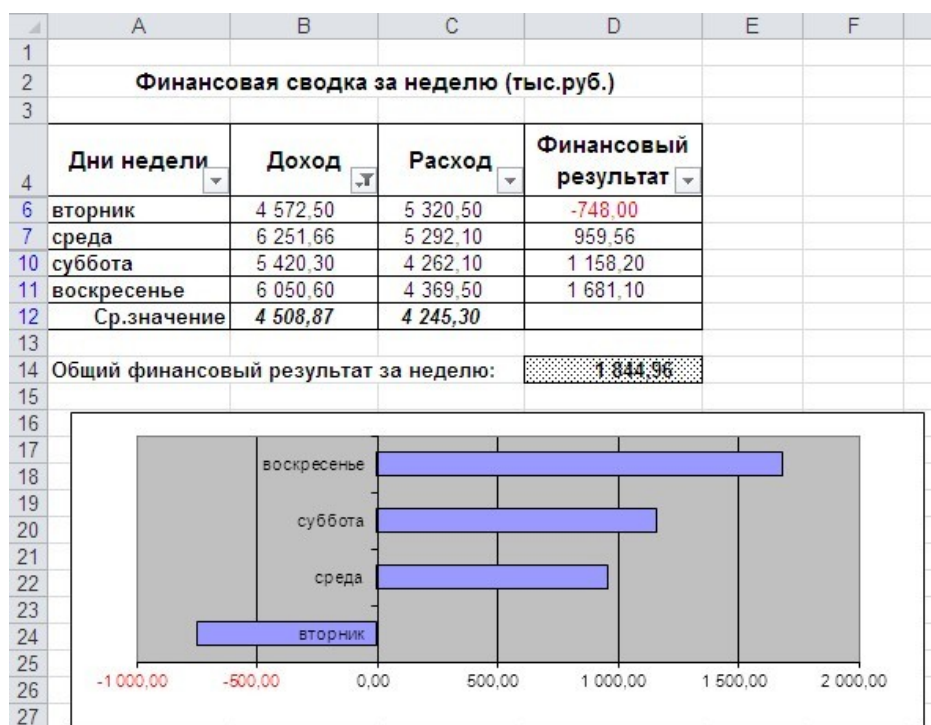 A B C D E F
1
2 Финансовая сводка за неделю (тыс.руб.)
3
4 Дни недели Доход Расход Финансовый результат
6 вторник 4 572,50 5 320,50 -748,00
7 среда 6 251,66 5 292,10 959,56
10 суббота 5 420,30 4 262,10 1 158,20
11 воскресенье 6 050,60 4 369,50 1 681,10
12 Ср.значение 4 508,87 4 245,30
13
14 Общий финансовый результат за неделю: 1 844,96
15
16
17
18 воскресенье
19
20 суббота
21
22 среда
23
24 вторник
25
26 -1 000,00 -500,00 0,00 500,00 1 000,00 1 500,00 2 000,00
27